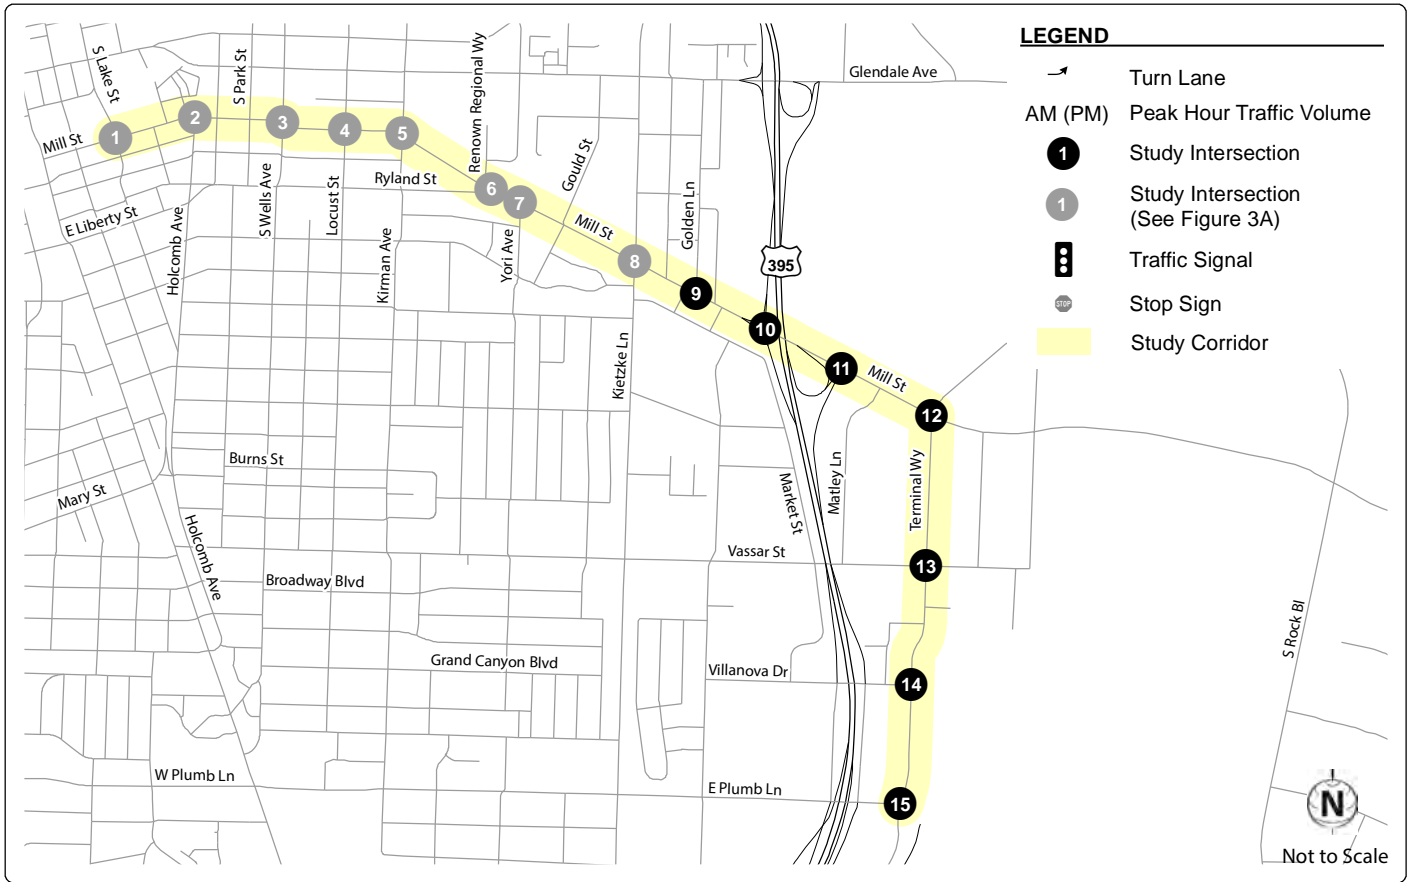 LEGEND
Turn Lane
AM (PM) Peak Hour Traffic Volume
1 Study Intersection
1 Study Intersection
(See Figure 3A)
Traffic Signal
STOP Stop Sign
Study Corridor
Glendale Ave
S Lake St
S Park St
Renown Regional Wy
Mill St
1
2
3
4
5
6
7
8
9
10
11
12
13
14
15
Ryland St
Gould St
Mill St
Golden Ln
395
E Liberty St
Holcomb Ave
S Wells Ave
Locust St
Kirman Ave
Yori Ave
Kietzke Ln
Mill St
Burns St
Mary St
Holcomb Ave
Market St
Matley Ln
Terminal Wy
Vassar St
Broadway Blvd
Grand Canyon Blvd
Villanova Dr
S Rock Bl
W Plumb Ln
E Plumb Ln
N
Not to Scale